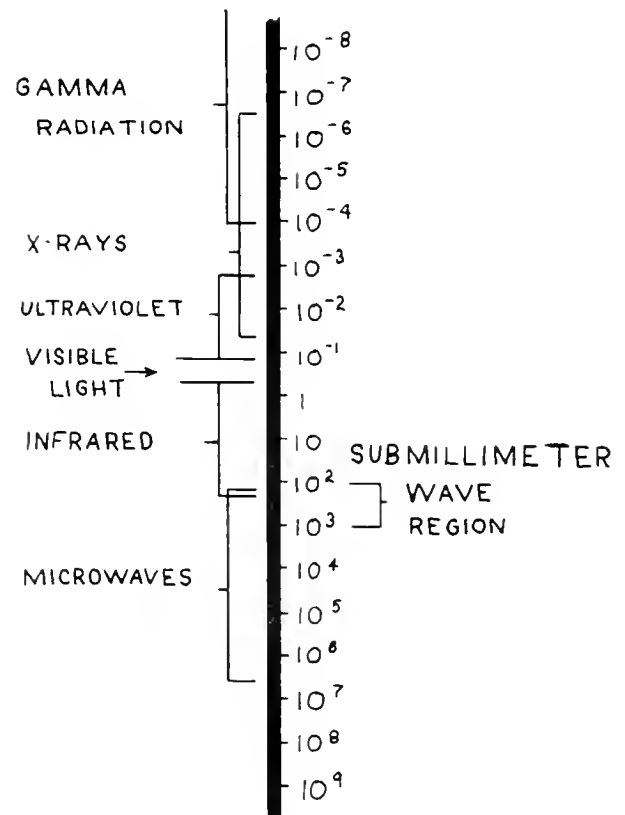 GAMMA
RADIATION
X-RAYS
ULTRAVIOLET
VISIBLE
LIGHT
INFRARED
MICROWAVES
10⁻⁸
10⁻⁷
10⁻⁶
10⁻⁵
10⁻⁴
10⁻³
10⁻²
10⁻¹
1
10
10²
10³
10⁴
10⁵
10⁶
10⁷
10⁸
10⁹
SUBMILLIMETER
WAVE
REGION